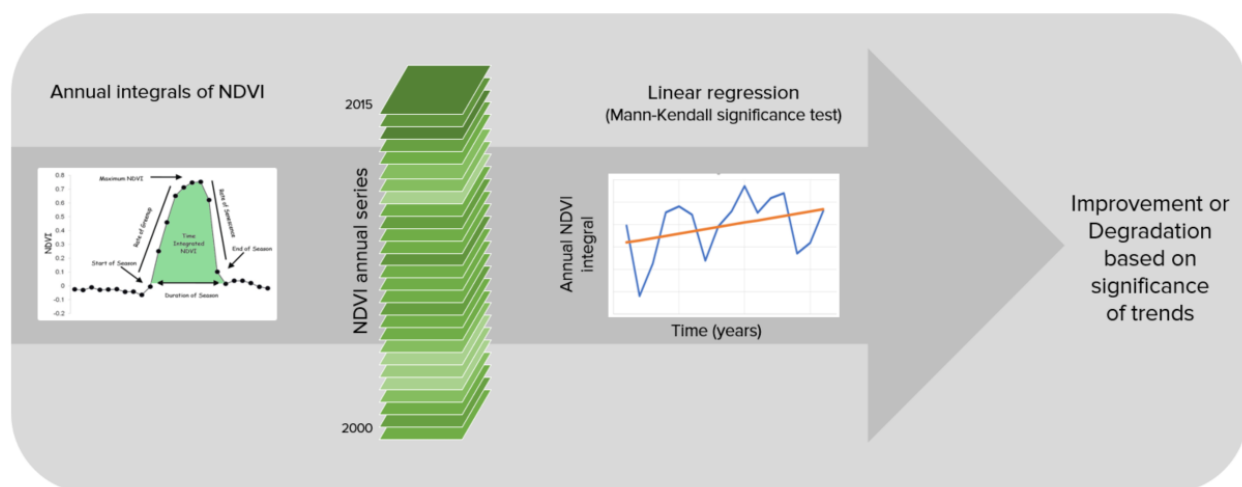 Annual integrals of NDVI
NDVI
0.8
0.7
0.6
0.5
0.4
0.3
0.2
0.1
0
-0.1
-0.2
Maximum NDVI
Rate of Greenup
Rate of Senescence
Time
Integrated
NDVI
Start of Season
End of Season
Duration of Season
NDVI annual series
2015
2000
Linear regression
(Mann-Kendall significance test)
Annual NDVI
integral
Time (years)
Improvement or
Degradation
based on
significance
of trends